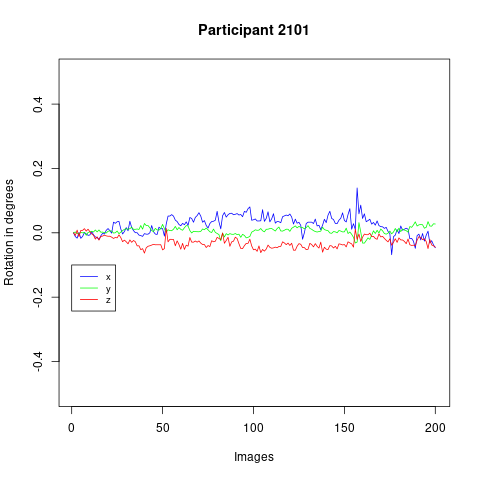 Participant 2101
Rotation in degrees
0.4
0.2
0.0
-0.2
-0.4
x
y
z
0 50 100 150 200
Images